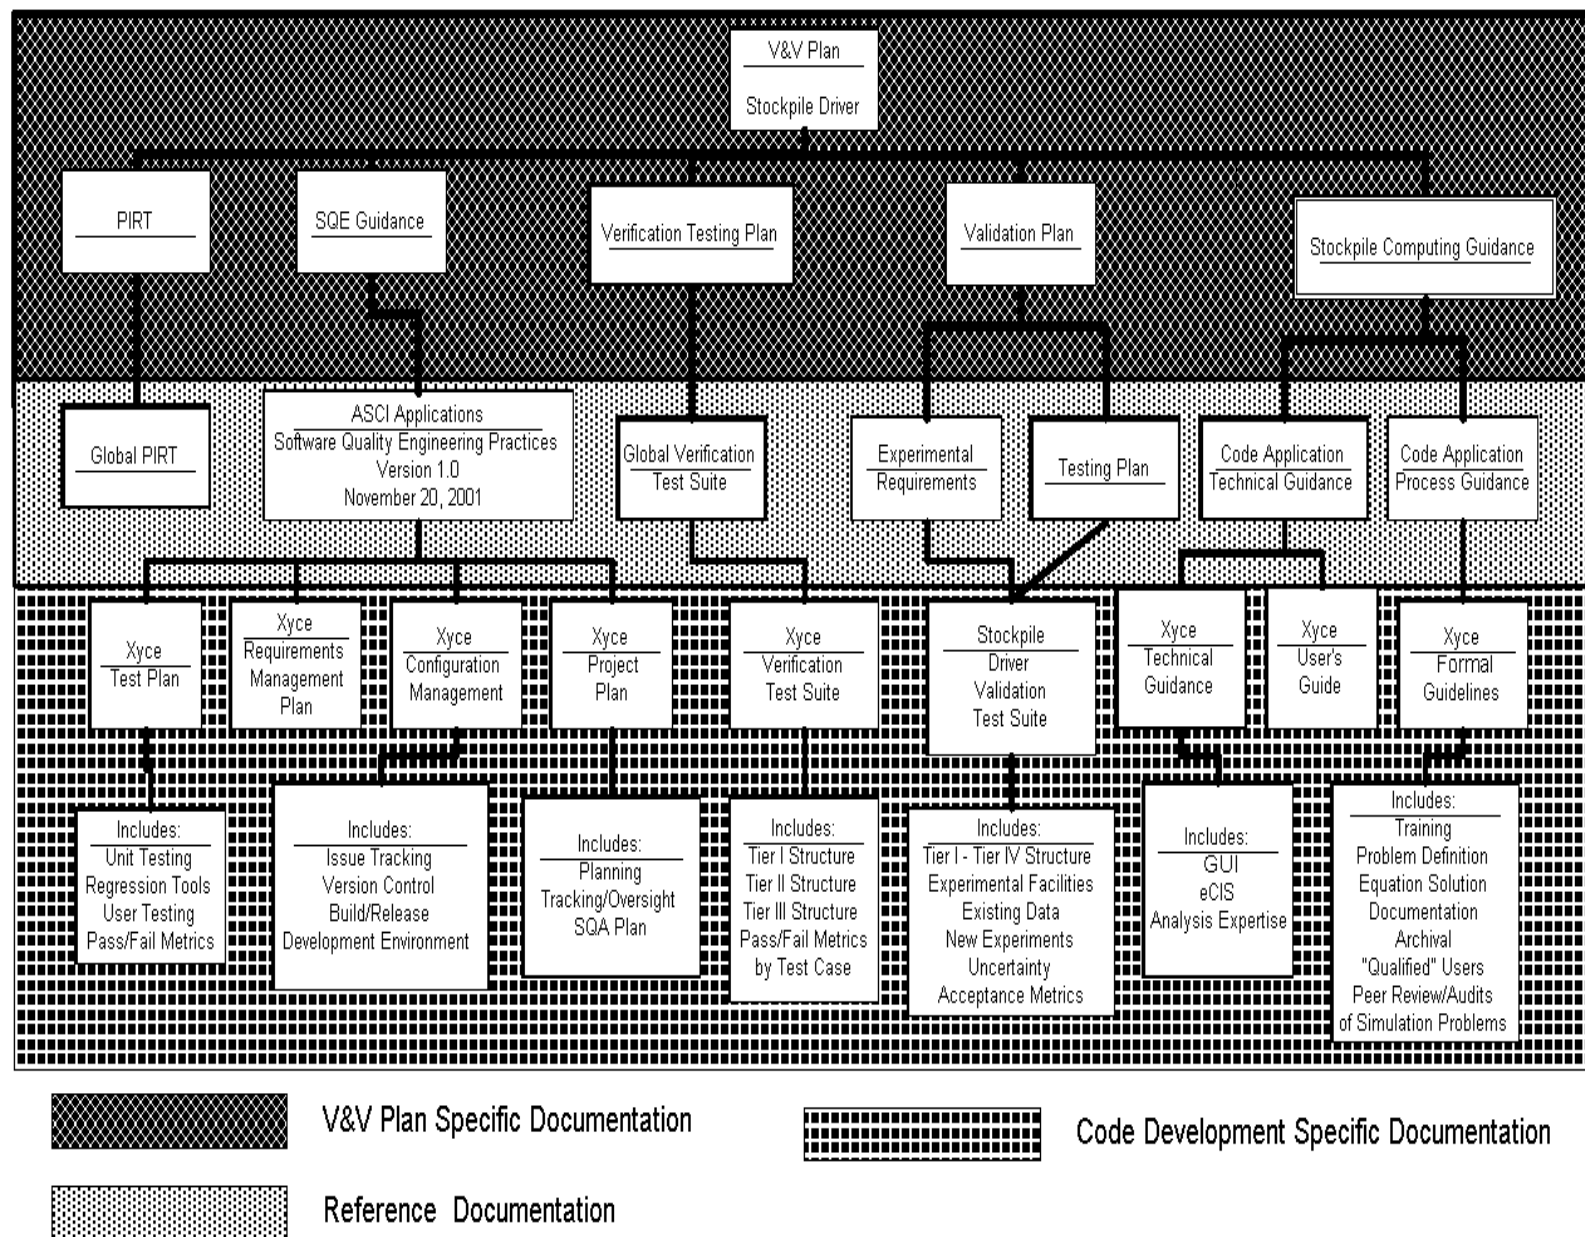 V&V Plan
Stockpile Driver
PIRT
SQE Guidance
Verification Testing Plan
Validation Plan
Stockpile Computing Guidance
Global PIRT
ASCI Applications
Software Quality Engineering Practices
Version 1.0
November 20, 2001
Global Verification
Test Suite
Experimental
Requirements
Testing Plan
Code Application
Technical Guidance
Code Application
Process Guidance
Xyce
Test Plan
Xyce
Requirements
Management
Plan
Xyce
Configuration
Management
Xyce
Project
Plan
Xyce
Verification
Test Suite
Stockpile
Driver
Validation
Test Suite
Xyce
Technical
Guidance
Xyce
User's
Guide
Xyce
Formal
Guidelines
Includes:
Unit Testing
Regression Tools
User Testing
Pass/Fail Metrics
Includes:
Issue Tracking
Version Control
Build/Release
Development Environment
Includes:
Planning
Tracking/Oversight
SQA Plan
Includes:
Tier I Structure
Tier II Structure
Tier III Structure
Pass/Fail Metrics
by Test Case
Includes:
Tier I - Tier IV Structure
Experimental Facilities
Existing Data
New Experiments
Uncertainty
Acceptance Metrics
Includes:
GUI
eCIS
Analysis Expertise
Includes:
Training
Problem Definition
Equation Solution
Documentation
Archival
"Qualified" Users
Peer Review/Audits
of Simulation Problems
V&V Plan Specific Documentation
Code Development Specific Documentation
Reference Documentation